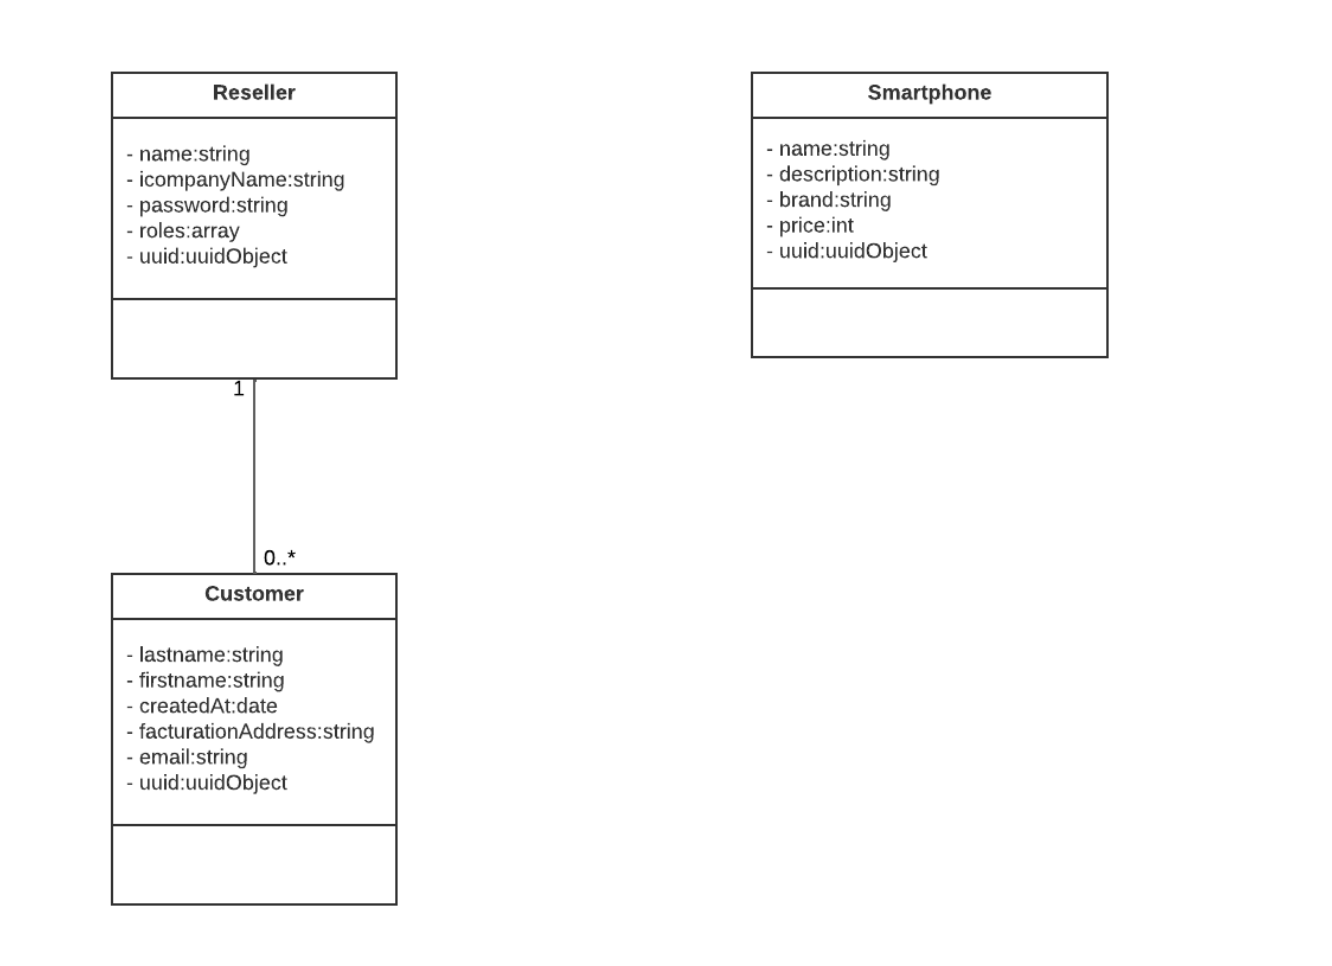 Reseller
- name:string
- icompanyName:string
- password:string
- roles:array
- uuid:uuidObject
1
0..*
Customer
- lastname:string
- firstname:string
- createdAt:date
- facturationAddress:string
- email:string
- uuid:uuidObject
Smartphone
- name:string
- description:string
- brand:string
- price:int
- uuid:uuidObject